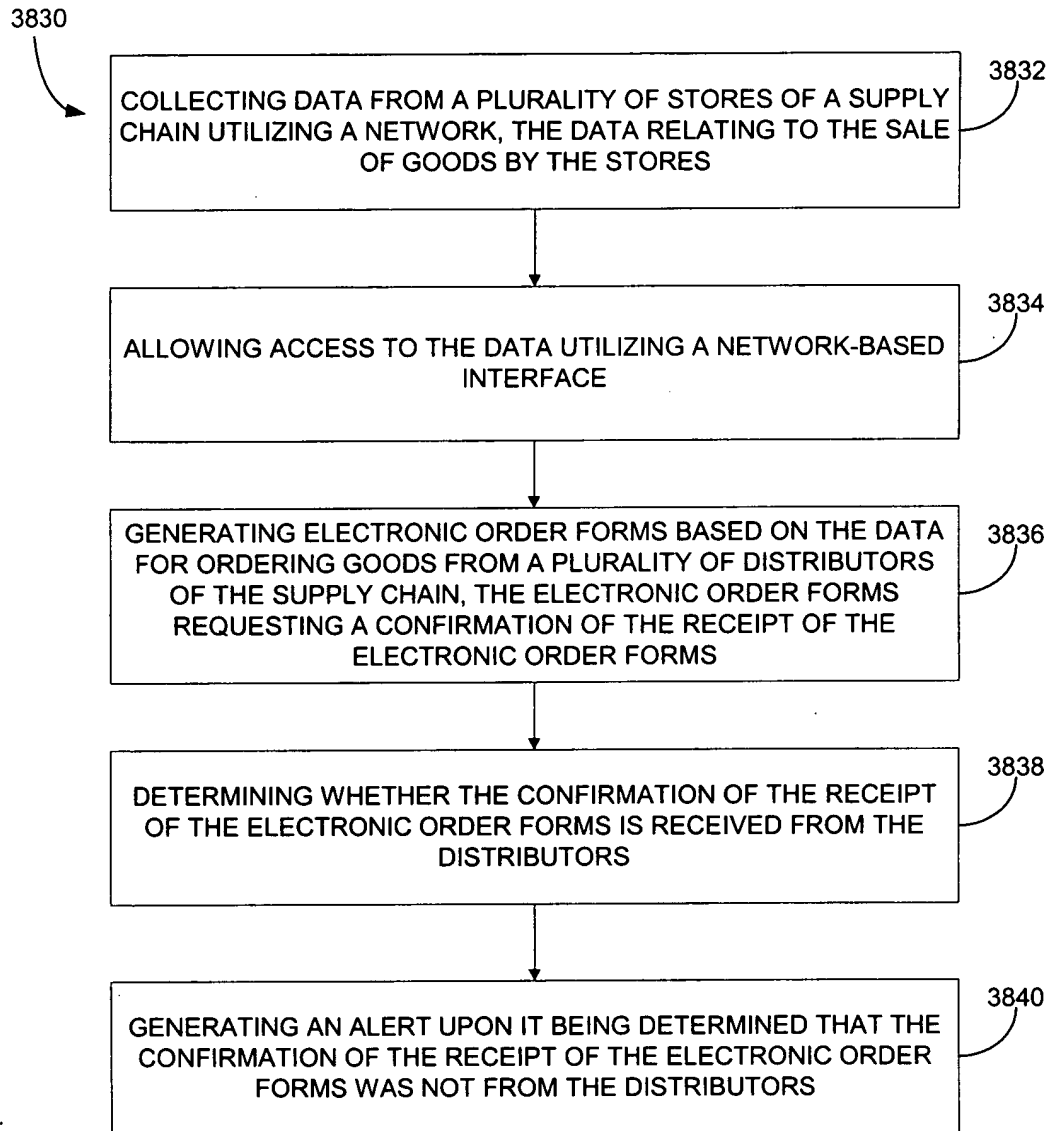 3830
3832
COLLECTING DATA FROM A PLURALITY OF STORES OF A SUPPLY
CHAIN UTILIZING A NETWORK, THE DATA RELATING TO THE SALE
OF GOODS BY THE STORES
3834
ALLOWING ACCESS TO THE DATA UTILIZING A NETWORK-BASED
INTERFACE
3836
GENERATING ELECTRONIC ORDER FORMS BASED ON THE DATA
FOR ORDERING GOODS FROM A PLURALITY OF DISTRIBUTORS
OF THE SUPPLY CHAIN, THE ELECTRONIC ORDER FORMS
REQUESTING A CONFIRMATION OF THE RECEIPT OF THE
ELECTRONIC ORDER FORMS
3838
DETERMINING WHETHER THE CONFIRMATION OF THE RECEIPT
OF THE ELECTRONIC ORDER FORMS IS RECEIVED FROM THE
DISTRIBUTORS
3840
GENERATING AN ALERT UPON IT BEING DETERMINED THAT THE
CONFIRMATION OF THE RECEIPT OF THE ELECTRONIC ORDER
FORMS WAS NOT FROM THE DISTRIBUTORS